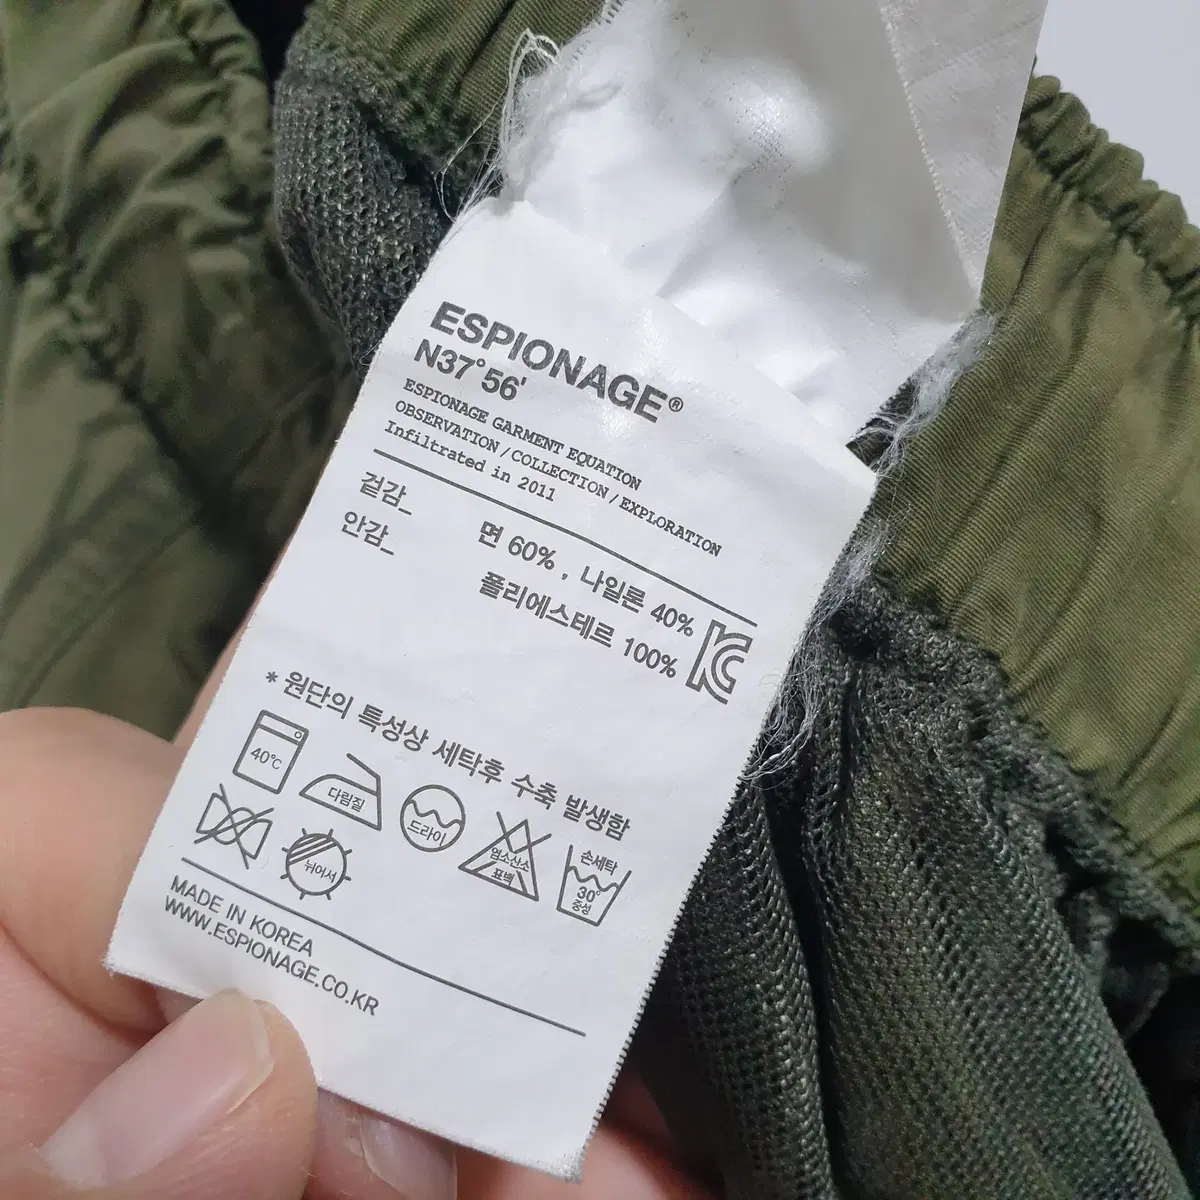 ESPIONAGE®
N37°56'
ESPIONAGE GARMENT EQUATION
OBSERVATION/COLLECTION/EXPLORATION
Infiltrated in 2011
겉감_ 면 60% , 나일론 40%
안감_ 폴리에스테르 100%
* 원단의 특성상 세탁후 수축 발생함
40℃
다림질
드라이
염소산소
표백
손세탁
30°
중성
뉘어서
MADE IN KOREA
WWW.ESPIONAGE.CO.KR